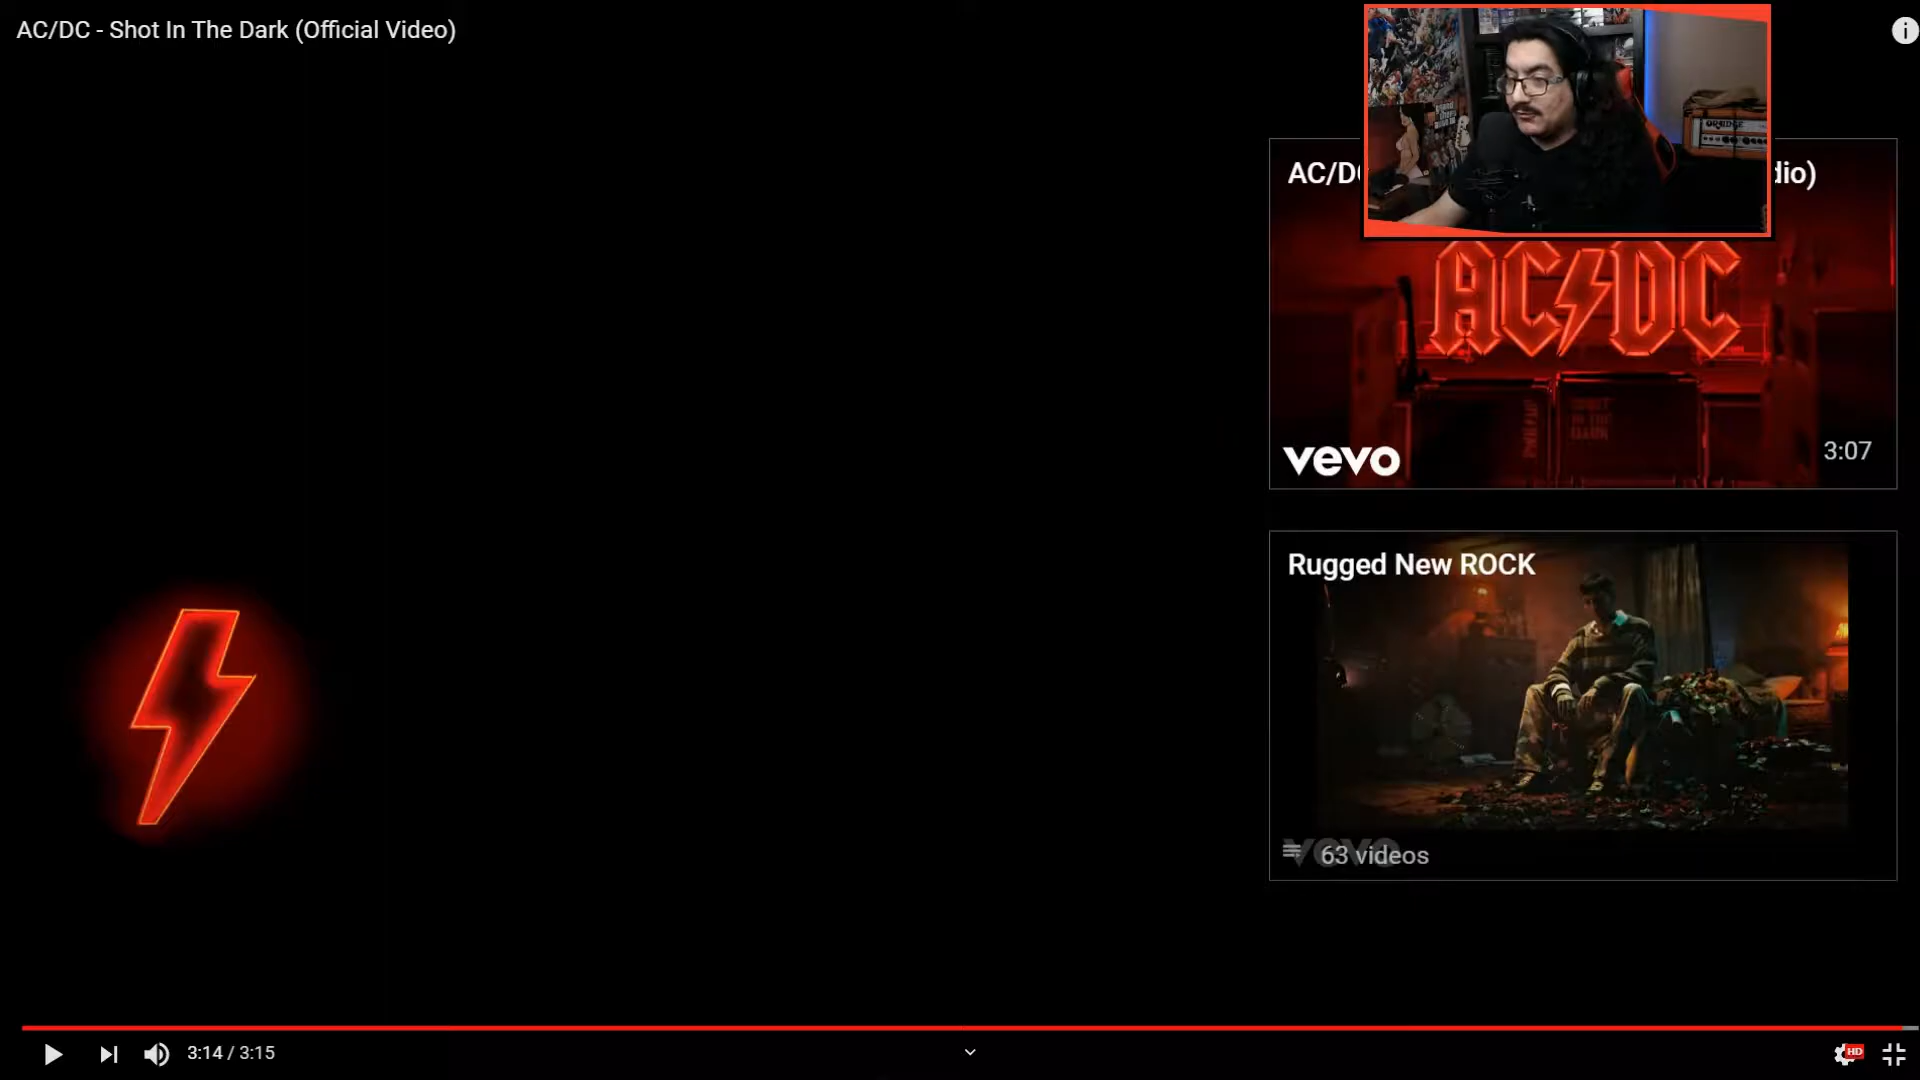 AC/DC - Shot In The Dark (Official Video)
ORANGE
AC/D
dio)
AC DC
vevo
3:07
Rugged New ROCK
63 videos
3:14 / 3:15
HD